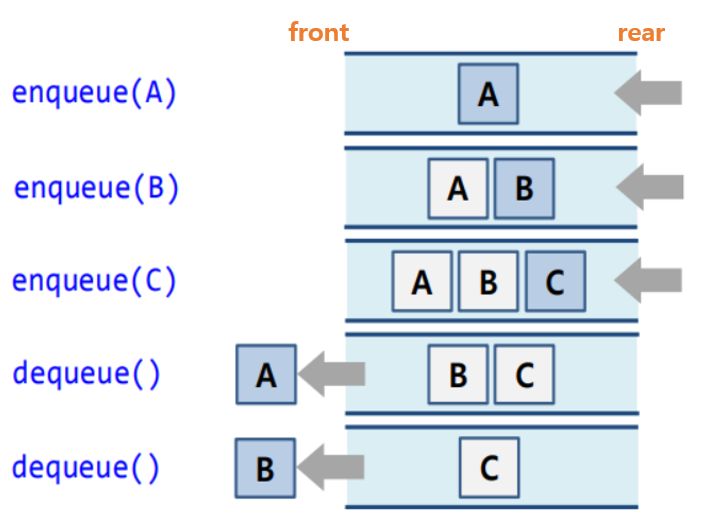 front rear
enqueue(A) A
enqueue(B) A B
enqueue(C) A B C
dequeue() A B C
dequeue() B C